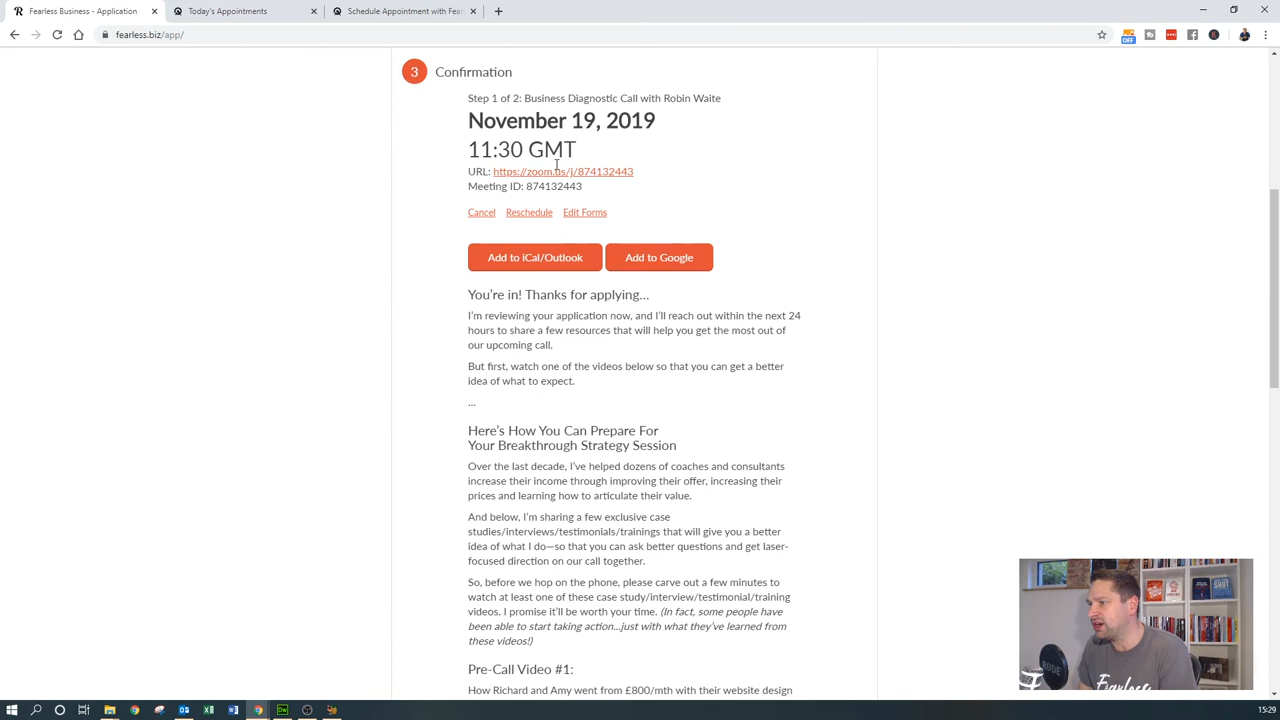 Fearless Business - Application
Today's Appointments
Schedule Appointment with Fear
fearless.biz/app/
OFF
3 Confirmation
Step 1 of 2: Business Diagnostic Call with Robin Waite
November 19, 2019
11:30 GMT
URL: https://zoom.us/j/874132443
Meeting ID: 874132443
Cancel Reschedule Edit Forms
Add to iCal/Outlook Add to Google
You're in! Thanks for applying...
I'm reviewing your application now, and I'll reach out within the next 24
hours to share a few resources that will help you get the most out of
our upcoming call.
But first, watch one of the videos below so that you can get a better
idea of what to expect.
...
Here's How You Can Prepare For
Your Breakthrough Strategy Session
Over the last decade, I've helped dozens of coaches and consultants
increase their income through improving their offer, increasing their
prices and learning how to articulate their value.
And below, I'm sharing a few exclusive case
studies/interviews/testimonials/trainings that will give you a better
idea of what I do—so that you can ask better questions and get laser-
focused direction on our call together.
So, before we hop on the phone, please carve out a few minutes to
watch at least one of these case study/interview/testimonial/training
videos. I promise it'll be worth your time. (In fact, some people have
been able to start taking action...just with what they've learned from
these videos!)
Pre-Call Video #1:
How Richard and Amy went from £800/mth with their website design
RODE
Fearless
15:29